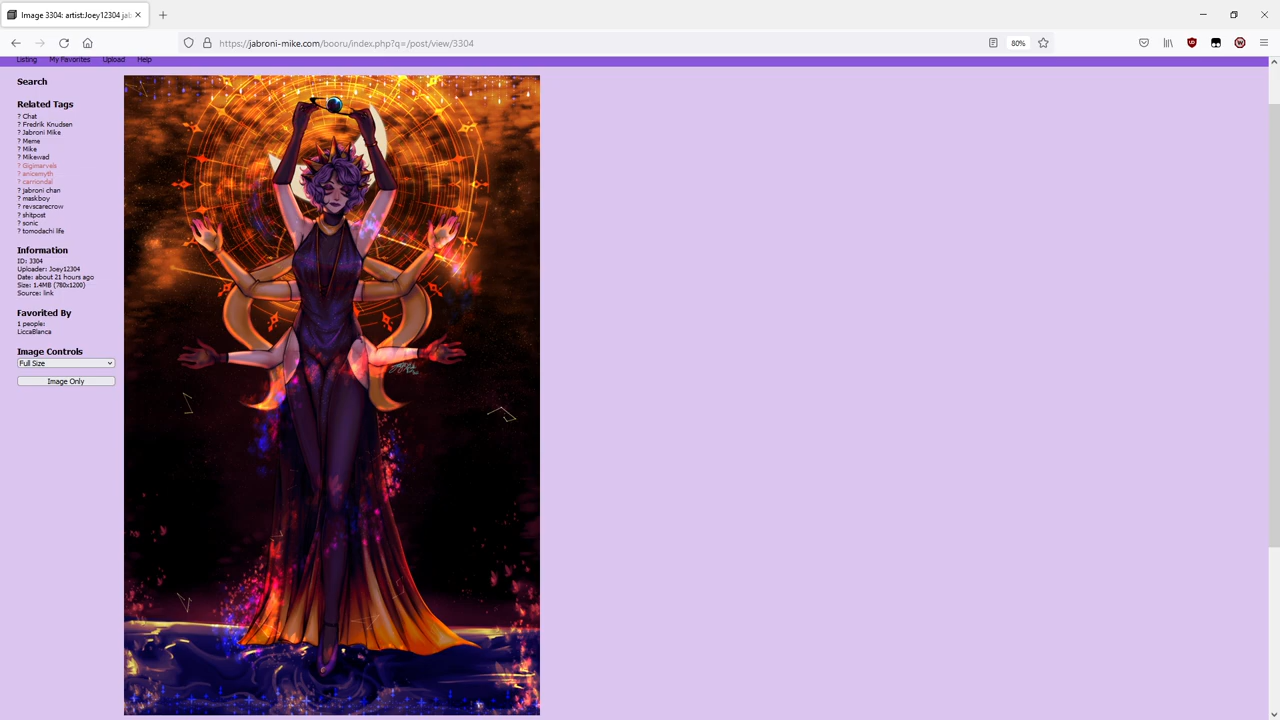 Image 3304: artist:Joey12304 jab
https://jabroni-mike.com/booru/index.php?q=/post/view/3304
80%
Listing My Favorites Upload Help
Search
Related Tags
? Chat
? Fredrik Knudsen
? Jabroni Mike
? Meme
? Mike
? Mikewad
? Gigimarvels
? anicemyth
? carriondal
? jabroni chan
? maskboy
? revscarecrow
? shitpost
? sonic
? tomodachi life
Information
ID: 3304
Uploader: Joey12304
Date: about 21 hours ago
Size: 1.4MB (780x1200)
Source: link
Favorited By
1 people:
LiccaBlanca
Image Controls
Full Size
Image Only